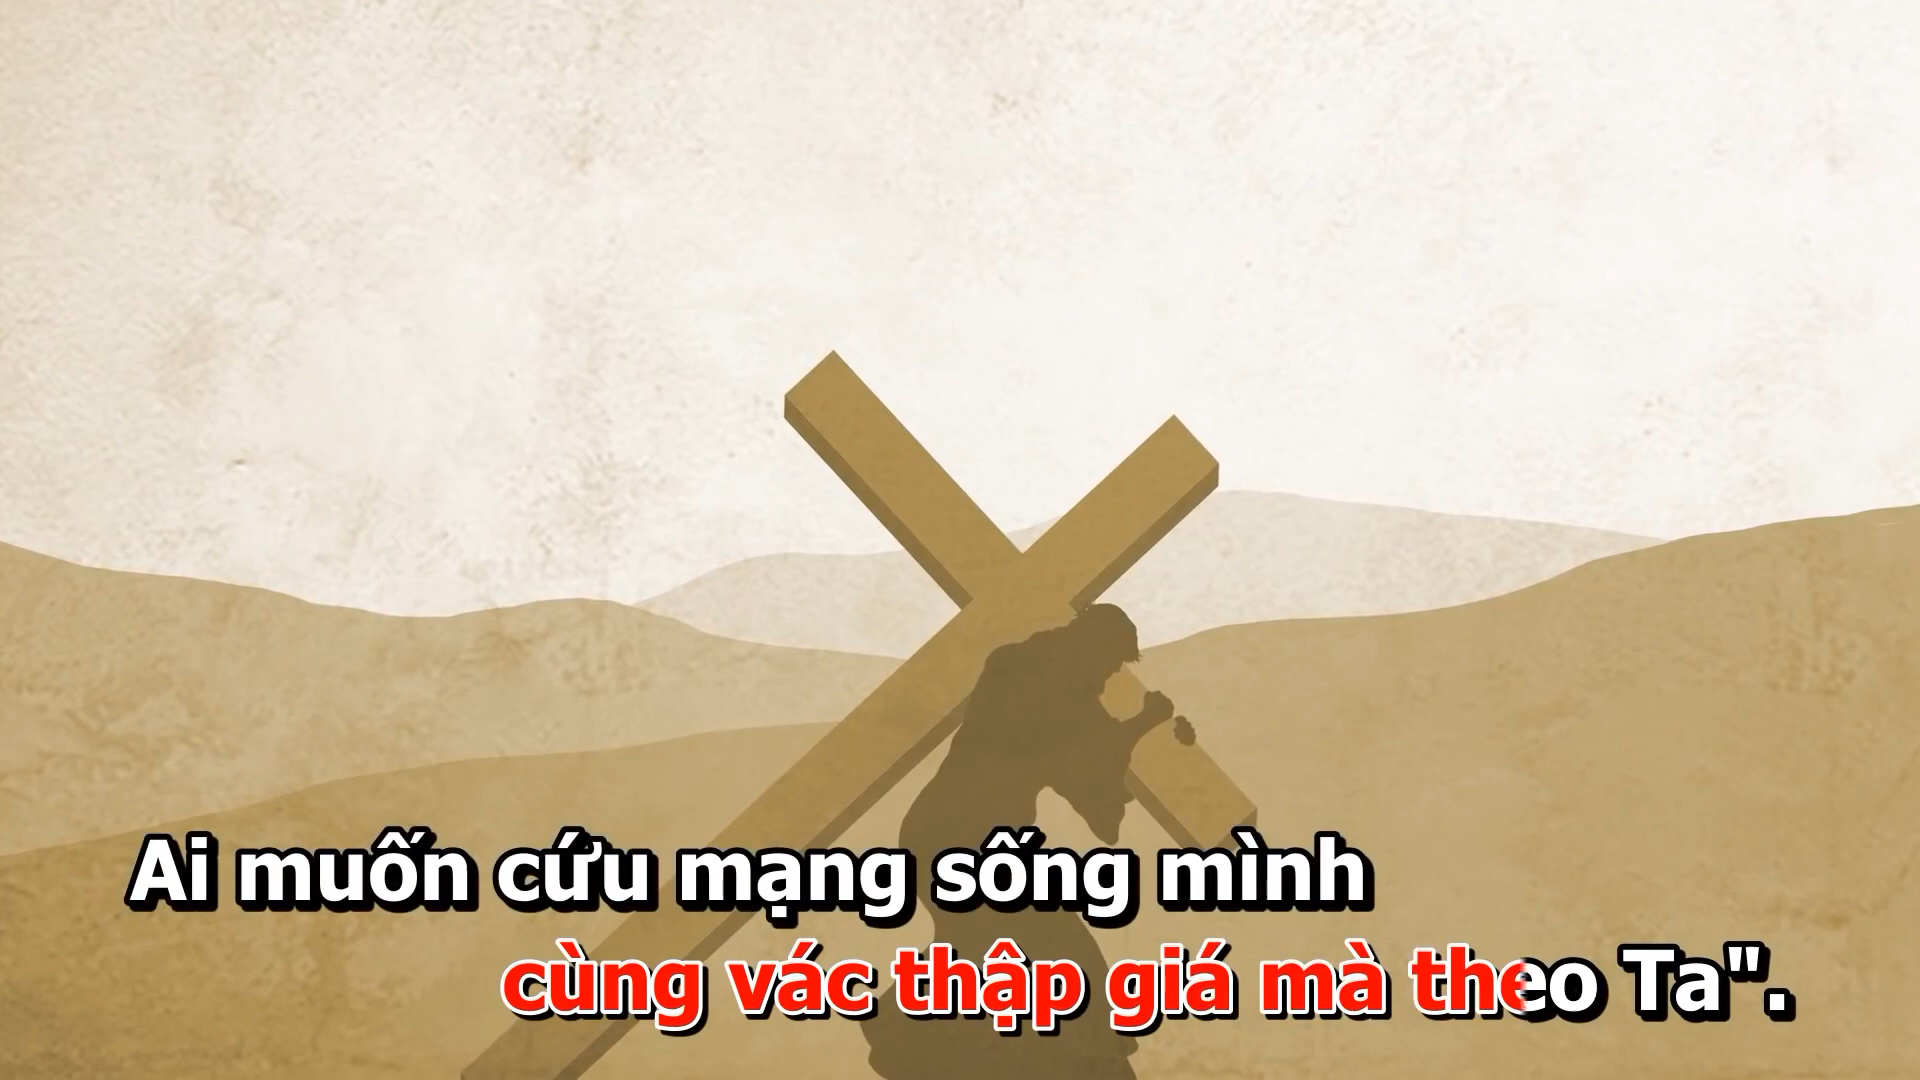 Ai muốn cứu mạng sống mình
cùng vác thập giá mà theo Ta".